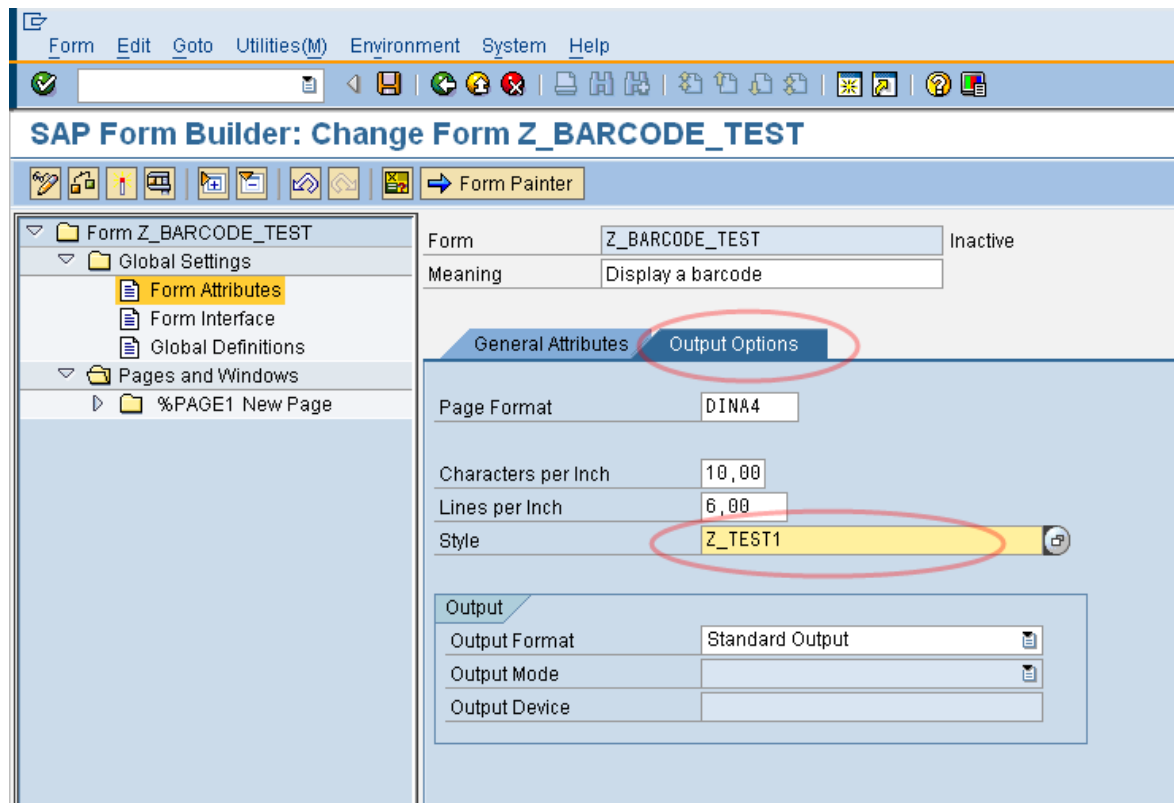 Form Edit Goto Utilities(M) Environment System Help
SAP Form Builder: Change Form Z_BARCODE_TEST
Form Painter
Form Z_BARCODE_TEST
Global Settings
Form Attributes
Form Interface
Global Definitions
Pages and Windows
%PAGE1 New Page
Form Z_BARCODE_TEST Inactive
Meaning Display a barcode
General Attributes Output Options
Page Format DINA4
Characters per Inch 10,00
Lines per Inch 6,00
Style Z_TEST1
Output
Output Format Standard Output
Output Mode
Output Device